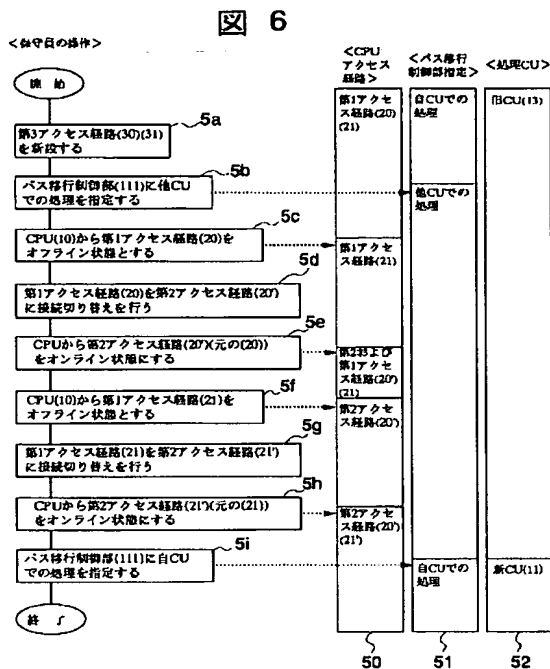 図 6
<保守員の操作>
開始
5a
第3アクセス経路(30)(31)
を新設する
5b
パス移行制御部(111)に他CU
での処理を指定する
5c
CPU(10)から第1アクセス経路(20)を
オフライン状態とする
5d
第1アクセス経路(20)を第2アクセス経路(20')
に接続切り替えを行う
5e
CPUから第2アクセス経路(20')(元の(20))
をオンライン状態にする
5f
CPU(10)から第1アクセス経路(21)を
オフライン状態とする
5g
第1アクセス経路(21)を第2アクセス経路(21')
に接続切り替えを行う
5h
CPUから第2アクセス経路(21')(元の(21))
をオンライン状態にする
5i
パス移行制御部(111)に自CU
での処理を指定する
終了
<CPU
アクセス
経路>
第1アクセ
ス経路(20)
(21)
第1アクセ
ス経路(21)
第2および
第1アクセ
ス経路(20')
(21)
第2アクセ
ス経路(20')
第2アクセ
ス経路(20')
(21')
50
<パス移行
制御部指定>
自CUでの
処理
他CUでの
処理
自CUでの
処理
51
<処理CU>
旧CU(13)
新CU(11)
52